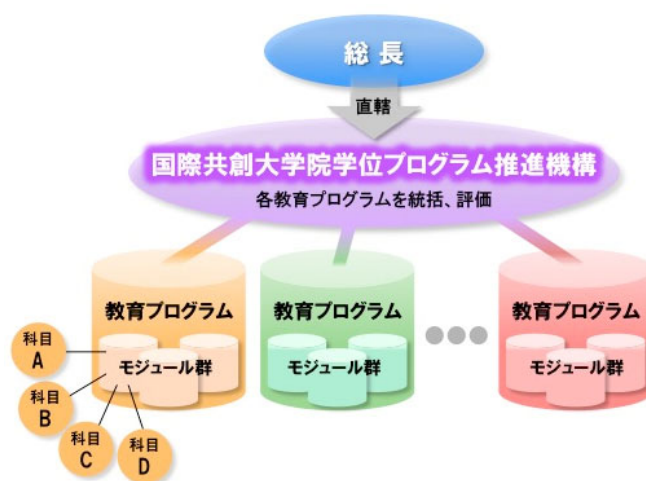 総長
直轄
国際共創大学院学位プログラム推進機構
各教育プログラムを統括、評価
教育プログラム
モジュール群
科目
A
科目
B
科目
C
科目
D
教育プログラム
モジュール群
教育プログラム
モジュール群